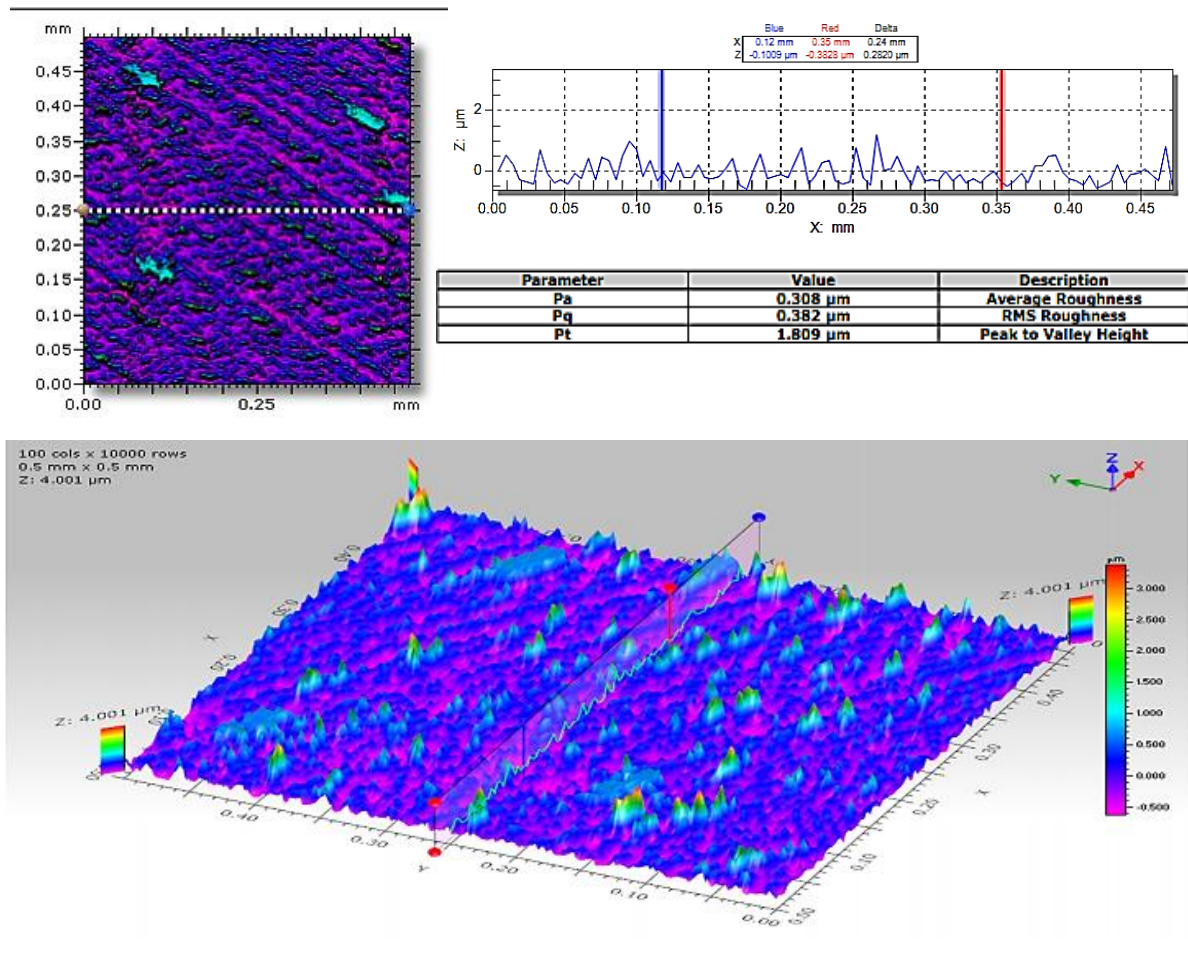 mm
0.45
0.40
0.35
0.30
0.25
0.20
0.15
0.10
0.05
0.00
0.00 0.25 mm
Blue Red Delta
X 0.12 mm 0.35 mm 0.24 mm
Z -0.1009 µm -0.3828 µm 0.2820 µm
Z: µm
2
0
0.00 0.05 0.10 0.15 0.20 0.25 0.30 0.35 0.40 0.45
X: mm
Parameter Value Description
Pa 0.308 µm Average Roughness
Pq 0.382 µm RMS Roughness
Pt 1.809 µm Peak to Valley Height
100 cols x 10000 rows
0.5 mm x 0.5 mm
Z: 4.001 µm
Z
X
Y
0.40
0.30
X
0.20
Z: 4.001 µm
0.40
0.30
Y
0.20
0.10
0.00
0.00
0.10
0.20
X
0.30
0.40
Z: 4.001 µm
µm
3.000
2.500
2.000
1.500
1.000
0.500
0.000
-0.500